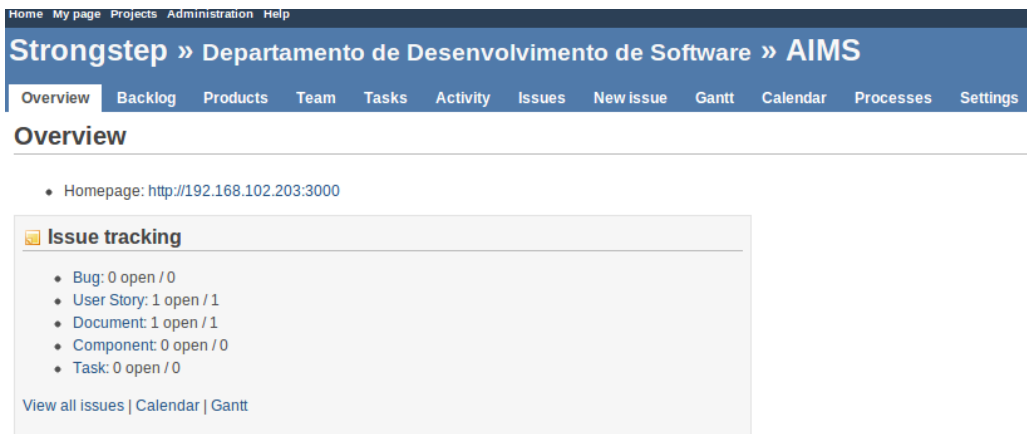 Home My page Projects Administration Help
Strongstep » Departamento de Desenvolvimento de Software » AIMS
Overview Backlog Products Team Tasks Activity Issues New issue Gantt Calendar Processes Settings
Overview
Homepage: http://192.168.102.203:3000
Issue tracking
Bug: 0 open / 0
User Story: 1 open / 1
Document: 1 open / 1
Component: 0 open / 0
Task: 0 open / 0
View all issues | Calendar | Gantt